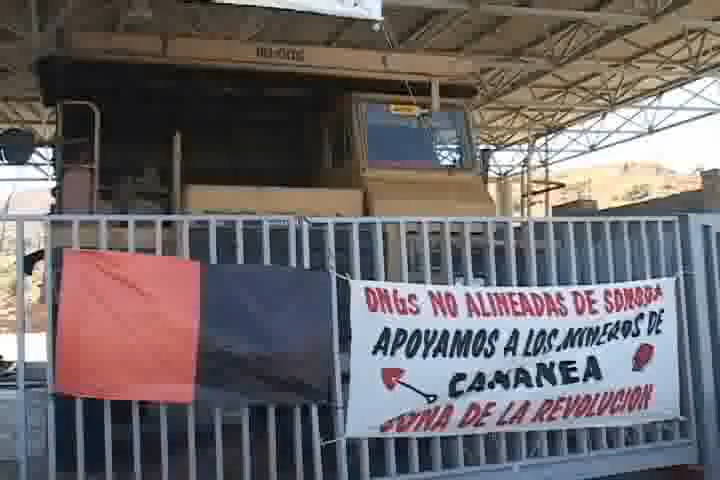 ONGS NO ALINEADAS DE SONORA
APOYAMOS A LOS MINEROS DE
CANANEA
CUNA DE LA REVOLUCION